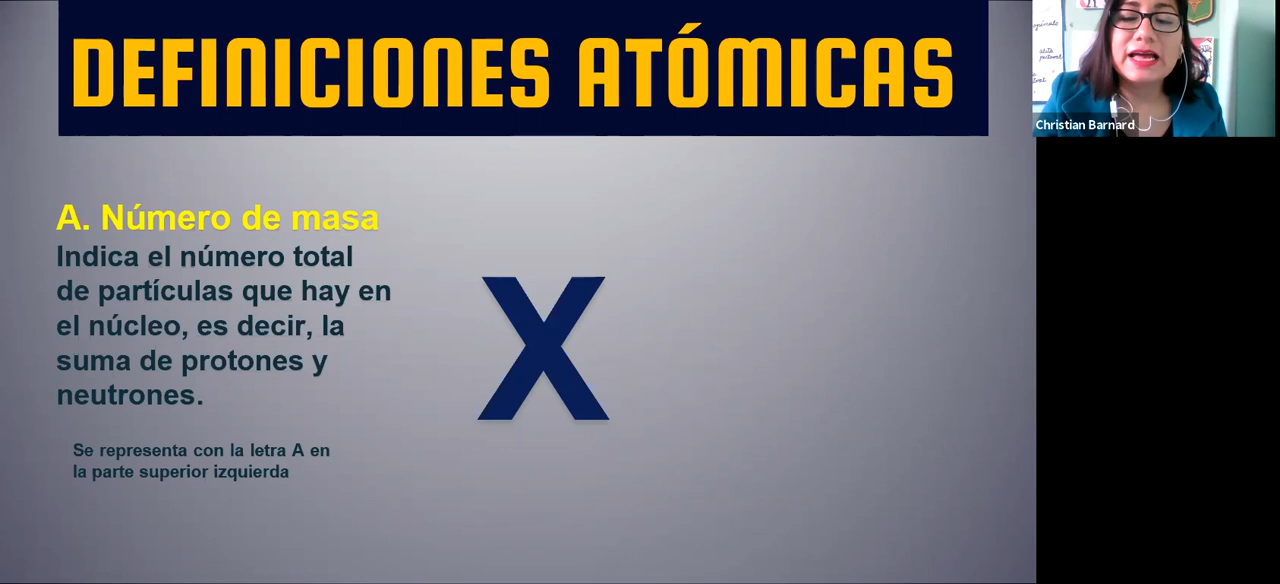 DEFINICIONES ATÓMICAS
Christian Barnard
A. Número de masa
Indica el número total
de partículas que hay en
el núcleo, es decir, la
suma de protones y
neutrones.
X
Se representa con la letra A en
la parte superior izquierda